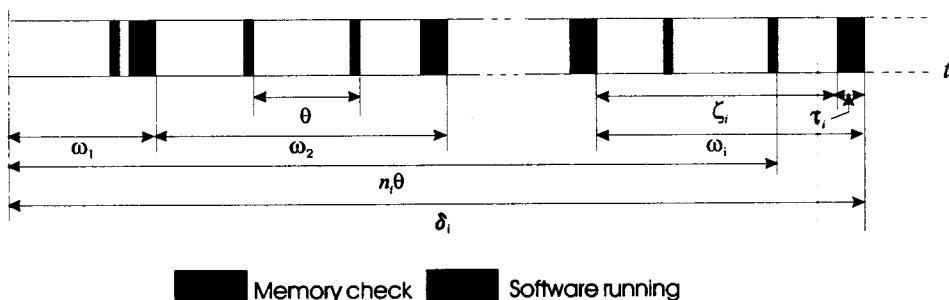 t
θ
ζi
τi
ω1
ω2
ωi
niθ
δi
Memory check
Software running